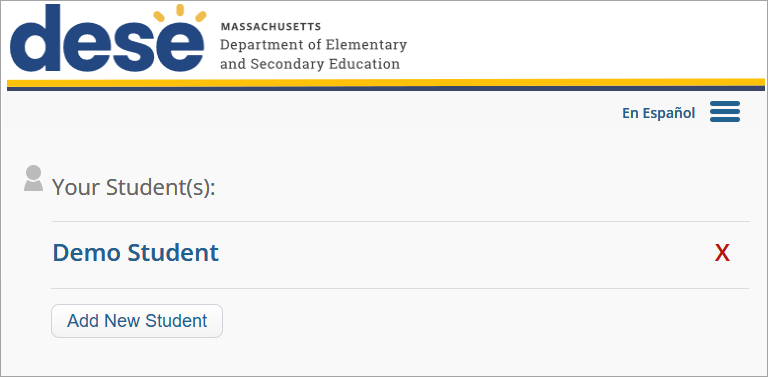 dese
MASSACHUSETTS
Department of Elementary
and Secondary Education
En Español
Your Student(s):
Demo Student X
Add New Student